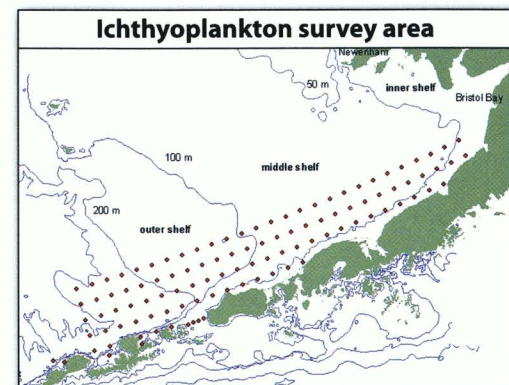 Ichthyoplankton survey area
Newenham
50 m
inner shelf
Bristol Bay
100 m
middle shelf
200 m
outer shelf